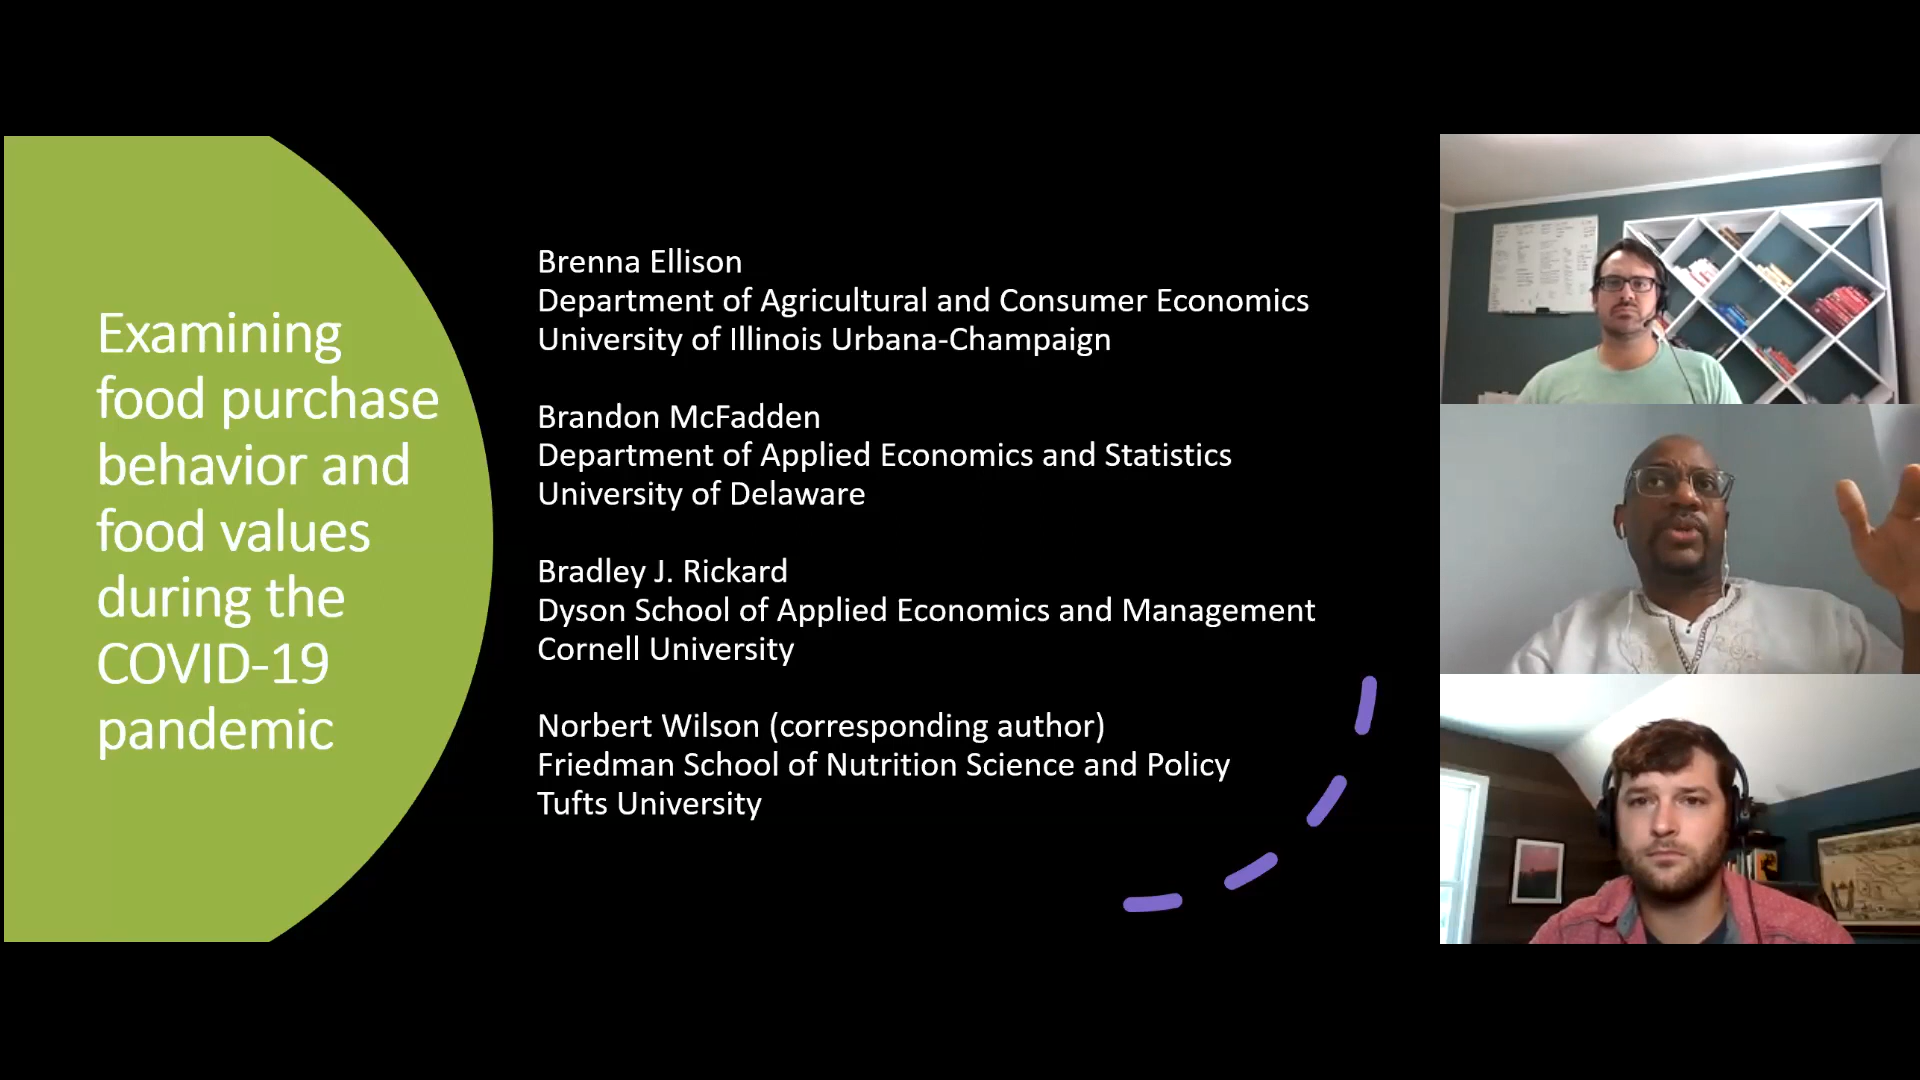 Examining
food purchase
behavior and
food values
during the
COVID-19
pandemic
Brenna Ellison
Department of Agricultural and Consumer Economics
University of Illinois Urbana-Champaign
Brandon McFadden
Department of Applied Economics and Statistics
University of Delaware
Bradley J. Rickard
Dyson School of Applied Economics and Management
Cornell University
Norbert Wilson (corresponding author)
Friedman School of Nutrition Science and Policy
Tufts University